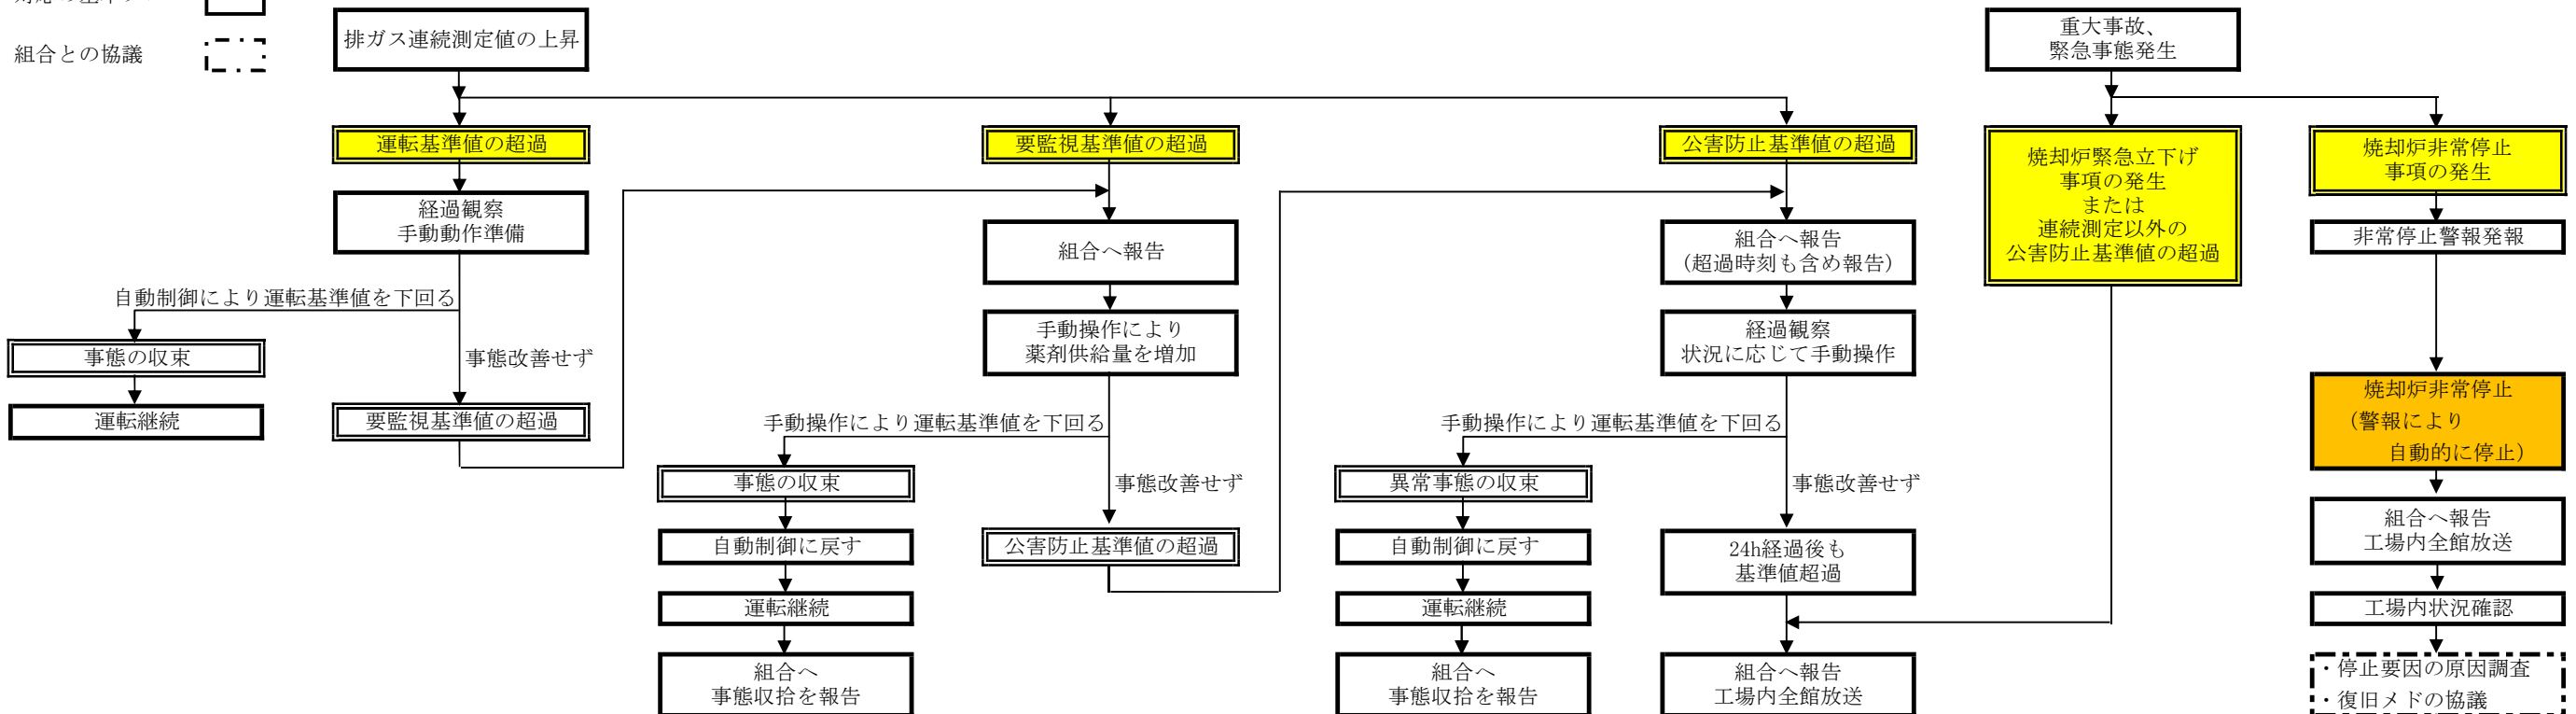 組合との協議
排ガス連続測定値の上昇
重大事故、
緊急事態発生
運転基準値の超過
要監視基準値の超過
公害防止基準値の超過
焼却炉緊急立下げ
事項の発生
または
連続測定以外の
公害防止基準値の超過
焼却炉非常停止
事項の発生
経過観察
手動動作準備
組合へ報告
組合へ報告
（超過時刻も含め報告）
非常停止警報発報
自動制御により運転基準値を下回る
手動操作により
薬剤供給量を増加
経過観察
状況に応じて手動操作
事態の収束
事態改善せず
運転継続
要監視基準値の超過
手動操作により運転基準値を下回る
手動操作により運転基準値を下回る
焼却炉非常停止
（警報により
自動的に停止）
事態の収束
事態改善せず
異常事態の収束
事態改善せず
自動制御に戻す
公害防止基準値の超過
自動制御に戻す
24h経過後も
基準値超過
組合へ報告
工場内全館放送
運転継続
運転継続
工場内状況確認
組合へ
事態収拾を報告
組合へ
事態収拾を報告
組合へ報告
工場内全館放送
・停止要因の原因調査
・復旧メドの協議